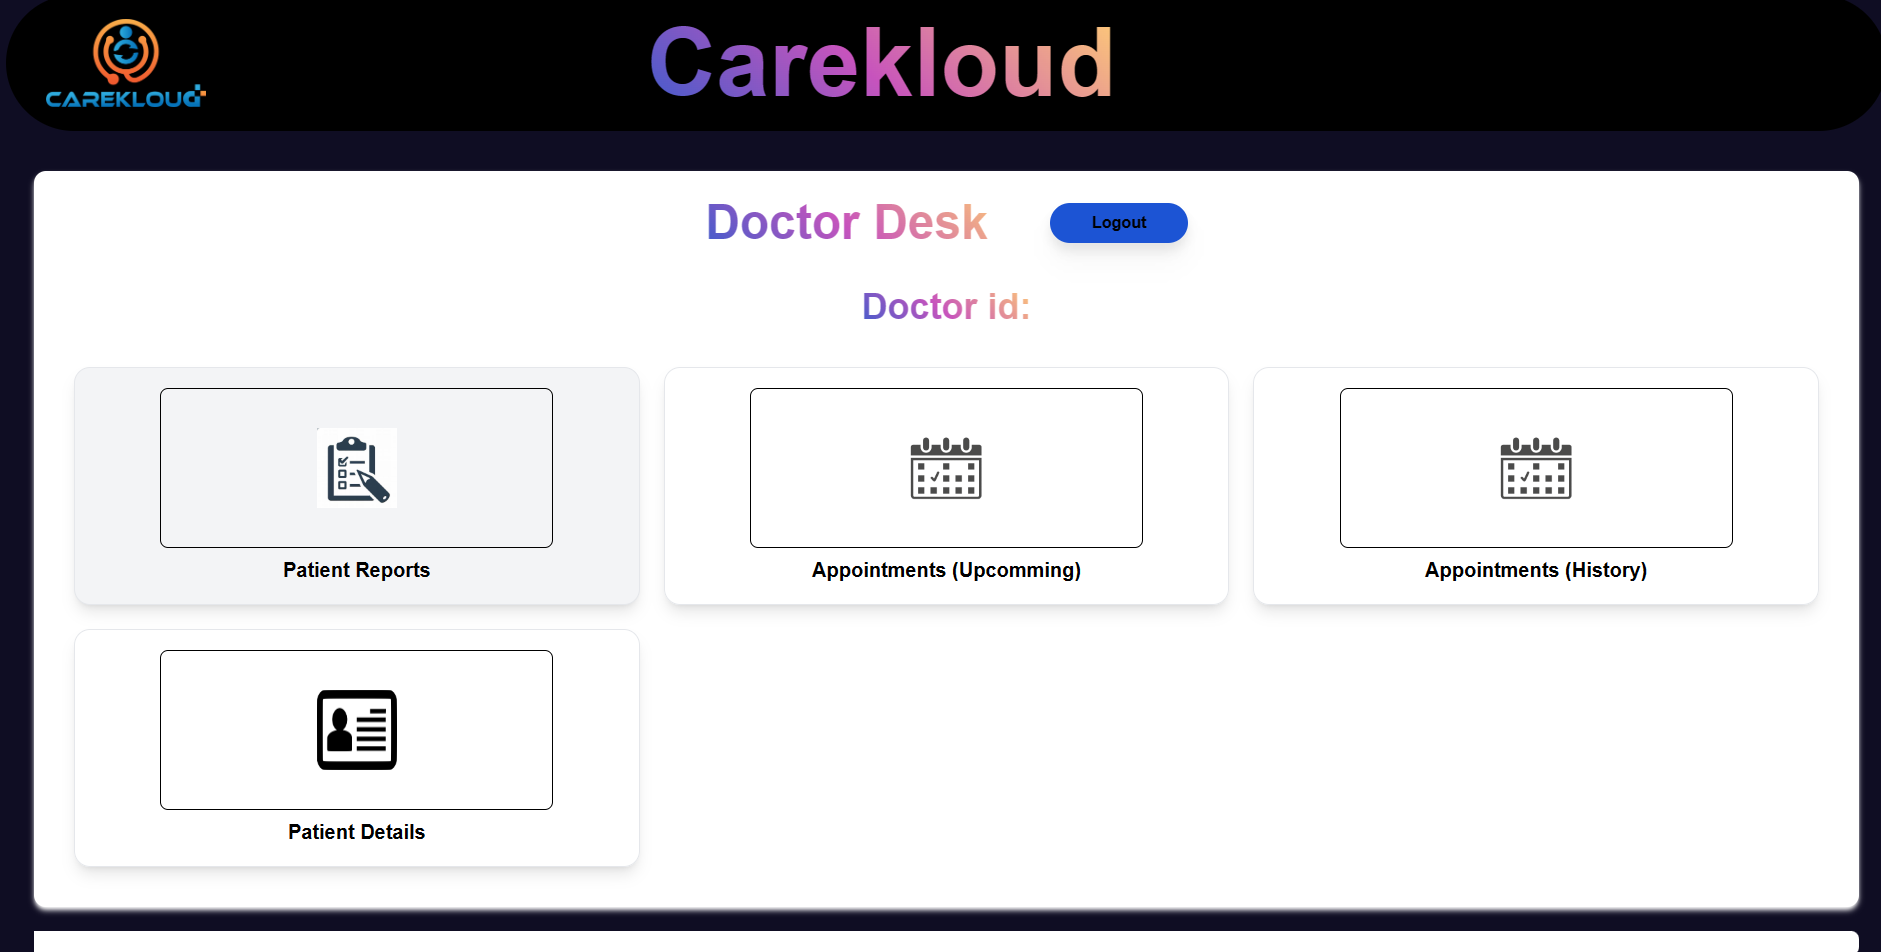 CAREKLOUD
Carekloud
Doctor Desk
Logout
Doctor id:
Patient Reports
Appointments (Upcomming)
Appointments (History)
Patient Details